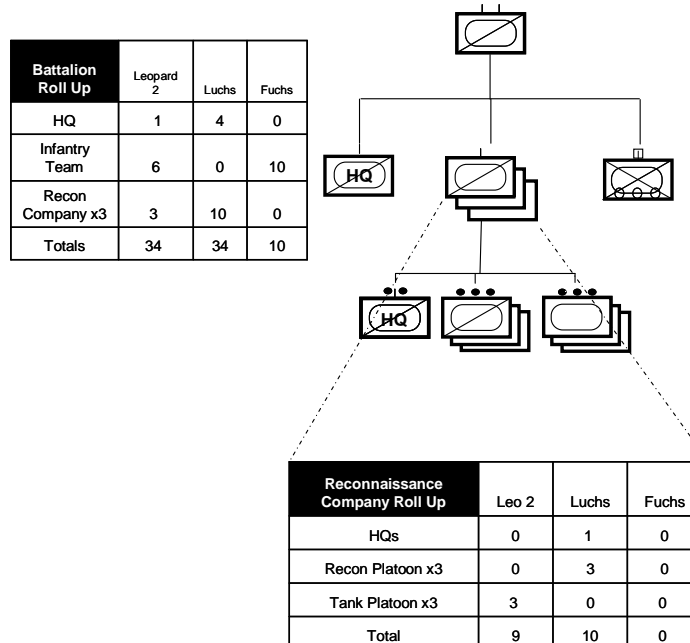 Battalion
Roll Up
Leopard
2
Luchs
Fuchs
HQ
1
4
0
Infantry
Team
6
0
10
Recon
Company x3
3
10
0
Totals
34
34
10
HQ
HQ
Reconnaissance
Company Roll Up
Leo 2
Luchs
Fuchs
HQs
0
1
0
Recon Platoon x3
0
3
0
Tank Platoon x3
3
0
0
Total
9
10
0